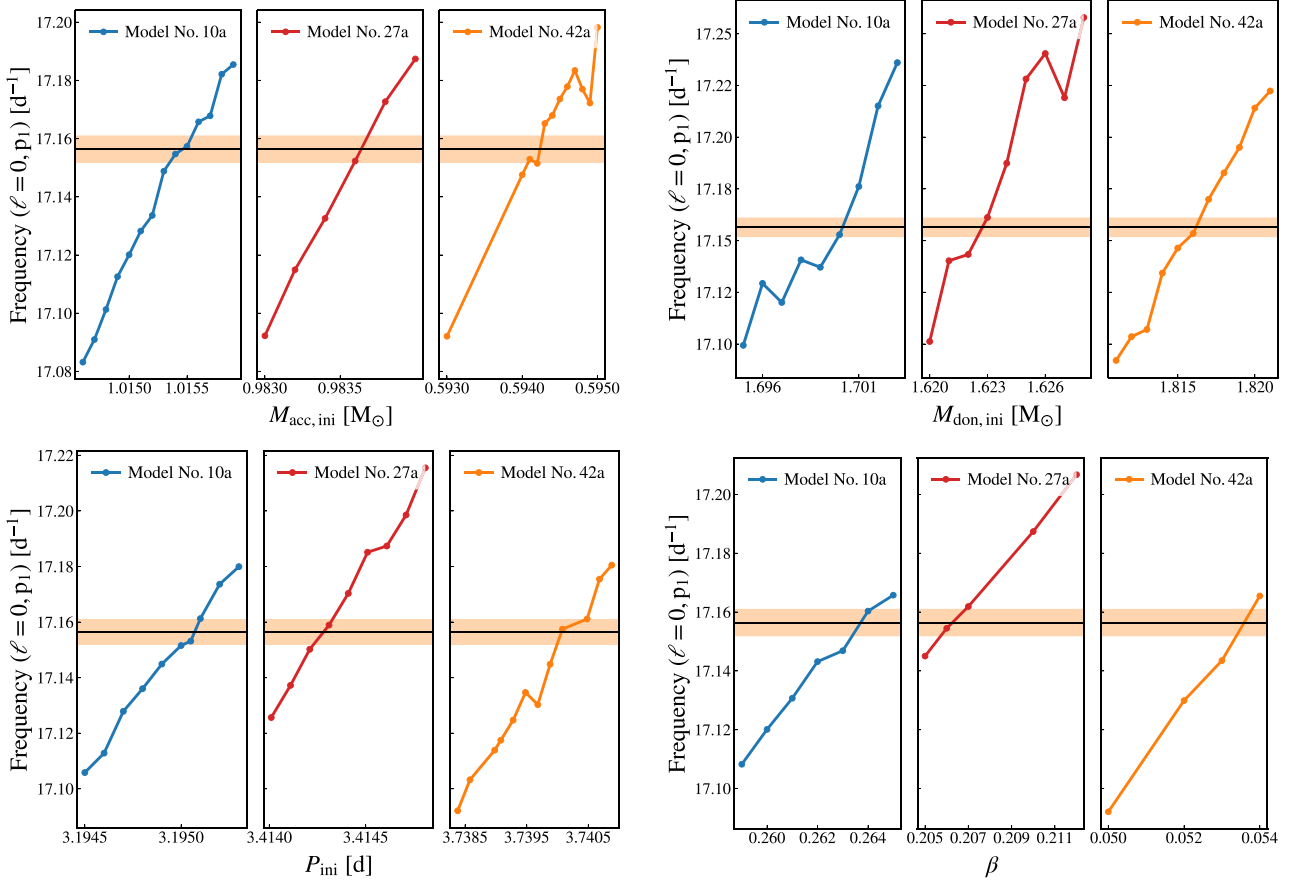 Frequency (ℓ = 0, p₁) [d⁻¹]
17.20
17.18
17.16
17.14
17.12
17.10
17.08
Model No. 10a
Model No. 27a
Model No. 42a
1.0150 1.0155
0.9830 0.9835
0.5930 0.5940 0.5950
M_acc, ini [M⊙]
Frequency (ℓ = 0, p₁) [d⁻¹]
17.25
17.22
17.20
17.18
17.15
17.12
17.10
Model No. 10a
Model No. 27a
Model No. 42a
1.696 1.701
1.620 1.623 1.626
1.815 1.820
M_don, ini [M⊙]
Frequency (ℓ = 0, p₁) [d⁻¹]
17.22
17.20
17.18
17.16
17.14
17.12
17.10
Model No. 10a
Model No. 27a
Model No. 42a
3.1945 3.1950
3.4140 3.4145
3.7385 3.7395 3.7405
P_ini [d]
Frequency (ℓ = 0, p₁) [d⁻¹]
17.20
17.18
17.16
17.14
17.12
17.10
Model No. 10a
Model No. 27a
Model No. 42a
0.260 0.262 0.264
0.205 0.207 0.209 0.211
0.050 0.052 0.054
β